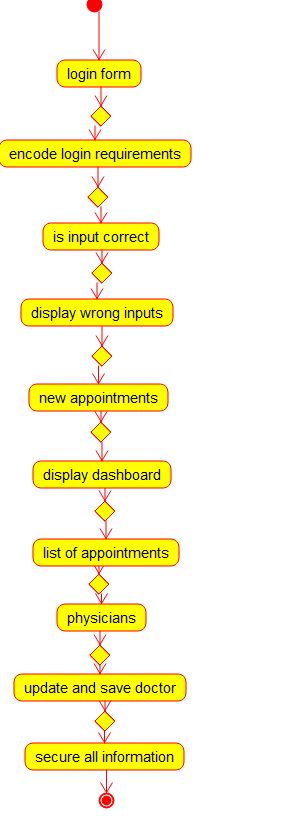 login form
encode login requirements
is input correct
display wrong inputs
new appointments
display dashboard
list of appointments
physicians
update and save doctor
secure all information